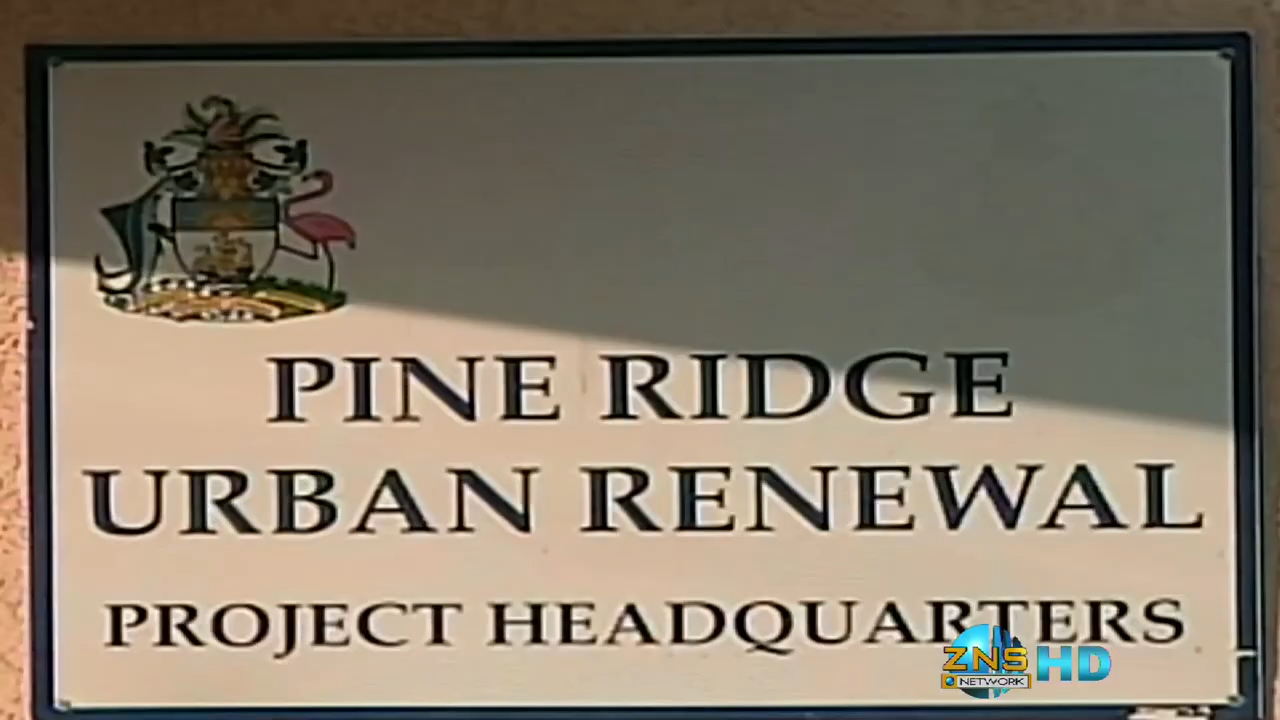 PINE RIDGE
URBAN RENEWAL
PROJECT HEADQUARTERS
ZNS HD
NETWORK